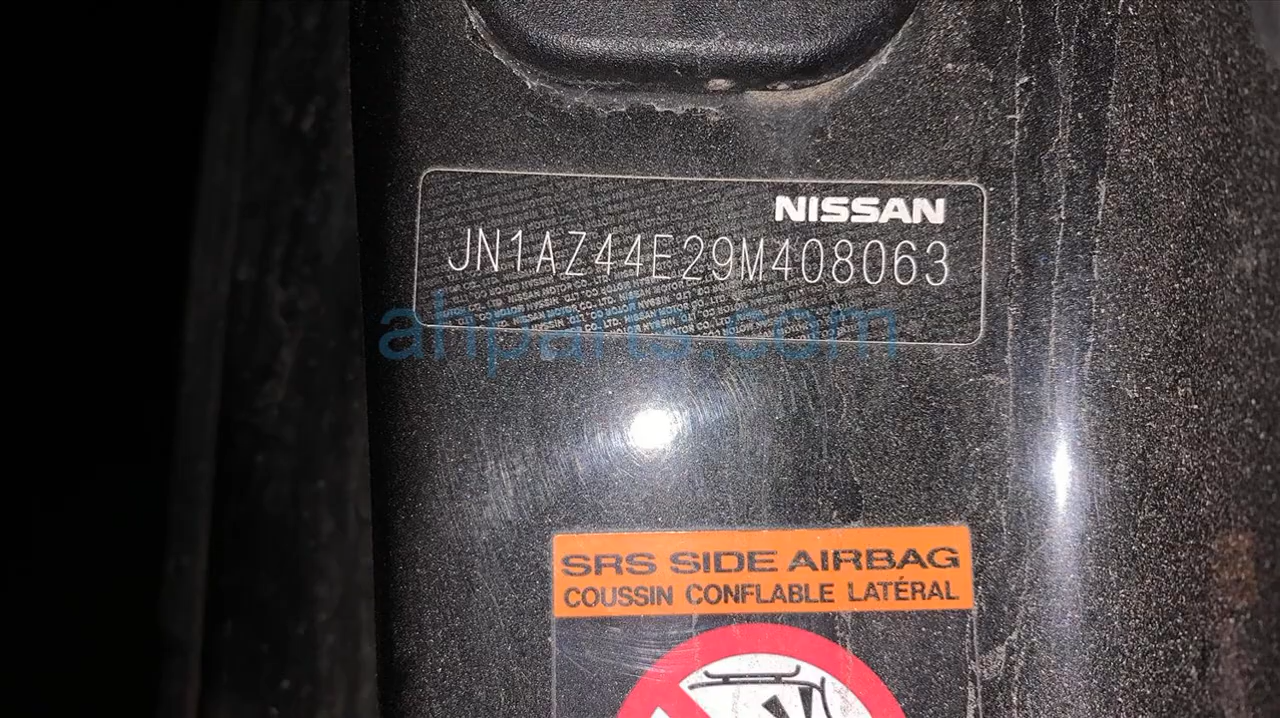 NISSAN
JN1AZ44E29M408063
ahparts.com
SRS SIDE AIRBAG
COUSSIN CONFLABLE LATÉRAL